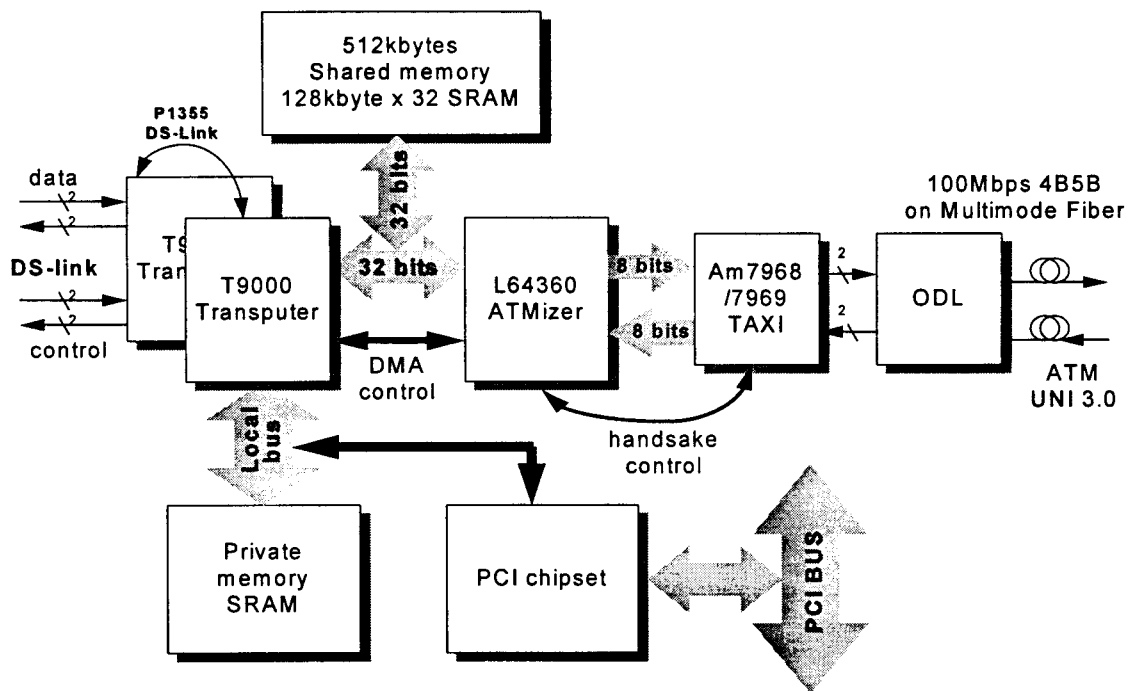 512kbytes
Shared memory
128kbyte x 32 SRAM
P1355
DS-Link
data
2
2
DS-link
2
2
control
T9
Tran
T9000
Transputer
32 bits
32 bits
DMA
control
L64360
ATMizer
8 bits
8 bits
Am7968
/7969
TAXI
2
2
ODL
100Mbps 4B5B
on Multimode Fiber
ATM
UNI 3.0
handsake
control
Local
bus
Private
memory
SRAM
PCI chipset
PCI BUS